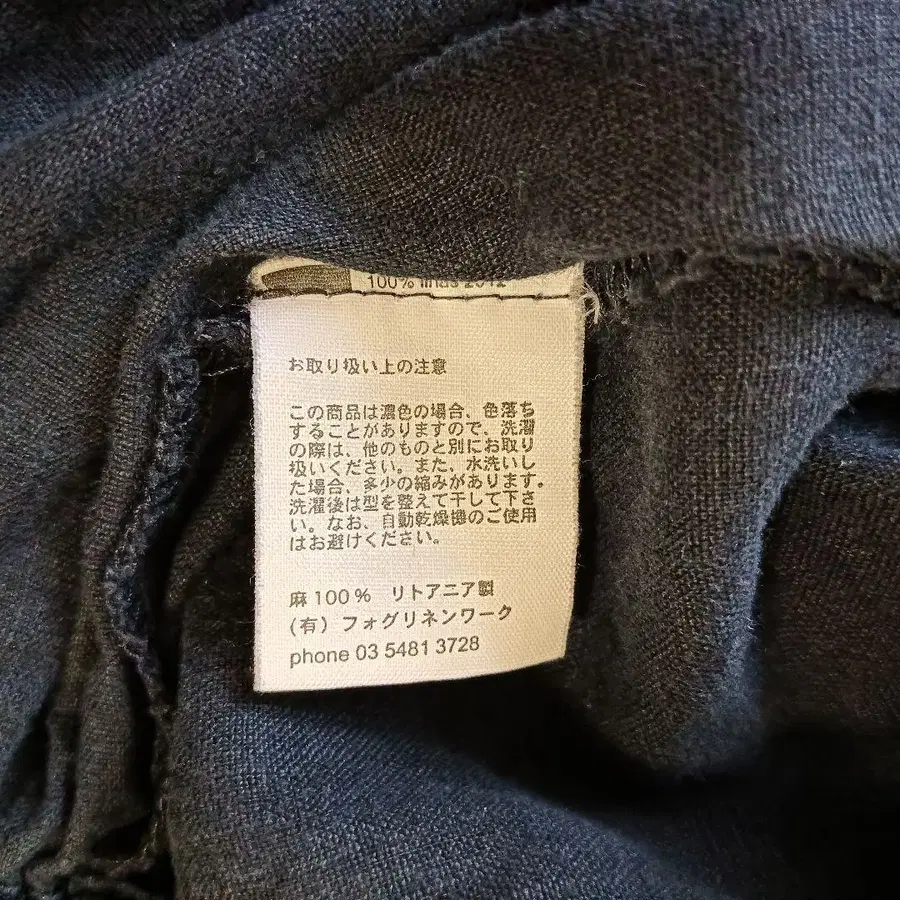 100% linas 2012
お取り扱い上の注意
この商品は濃色の場合、色落ち
することがありますので、洗濯
の際は、他のものと別にお取り
扱いください。また、水洗いし
た場合、多少の縮みがあります。
洗濯後は型を整えて干して下さ
い。なお、自動乾燥機のご使用
はお避けください。
麻100% リトアニア製
(有) フォグリネンワーク
phone 03 5481 3728